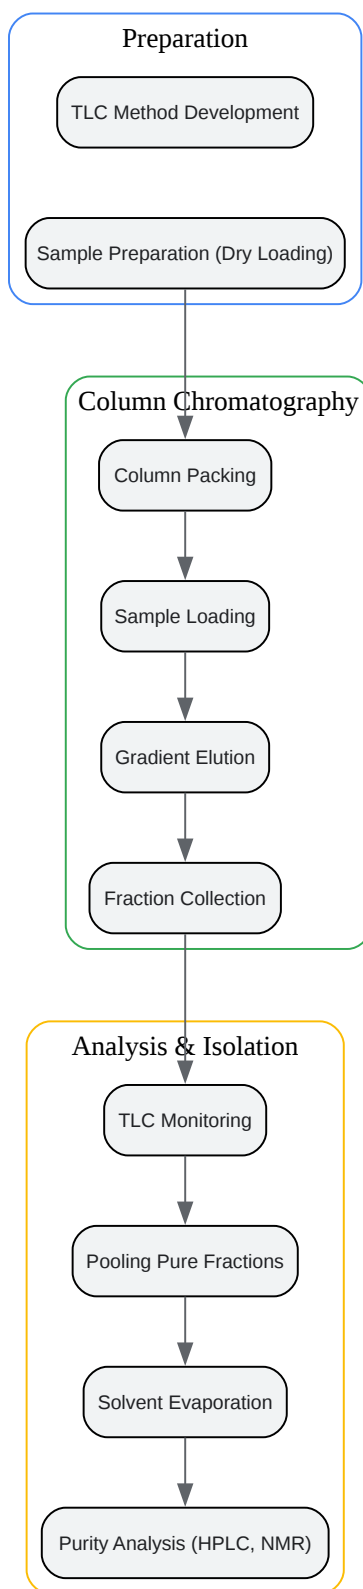 Preparation
TLC Method Development
Sample Preparation (Dry Loading)
Column Chromatography
Column Packing
Sample Loading
Gradient Elution
Fraction Collection
Analysis & Isolation
TLC Monitoring
Pooling Pure Fractions
Solvent Evaporation
Purity Analysis (HPLC, NMR)